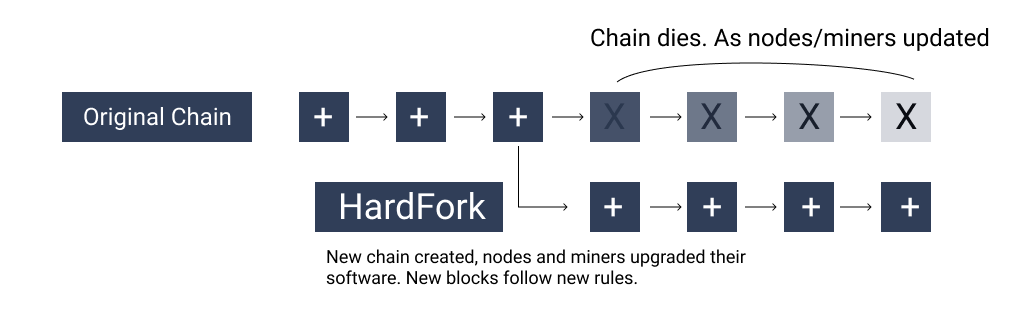 Chain dies. As nodes/miners updated
Original Chain + + + X X X X
HardFork + + + +
New chain created, nodes and miners upgraded their
software. New blocks follow new rules.